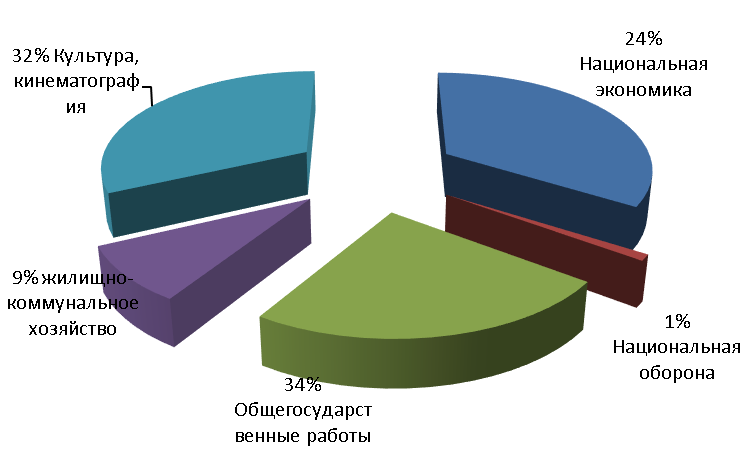 32% Культура,
кинематограф
ия
24%
Национальная
экономика
9% жилищно-
коммунальное
хозяйство
1%
Национальная
оборона
34%
Общегосударст
венные работы